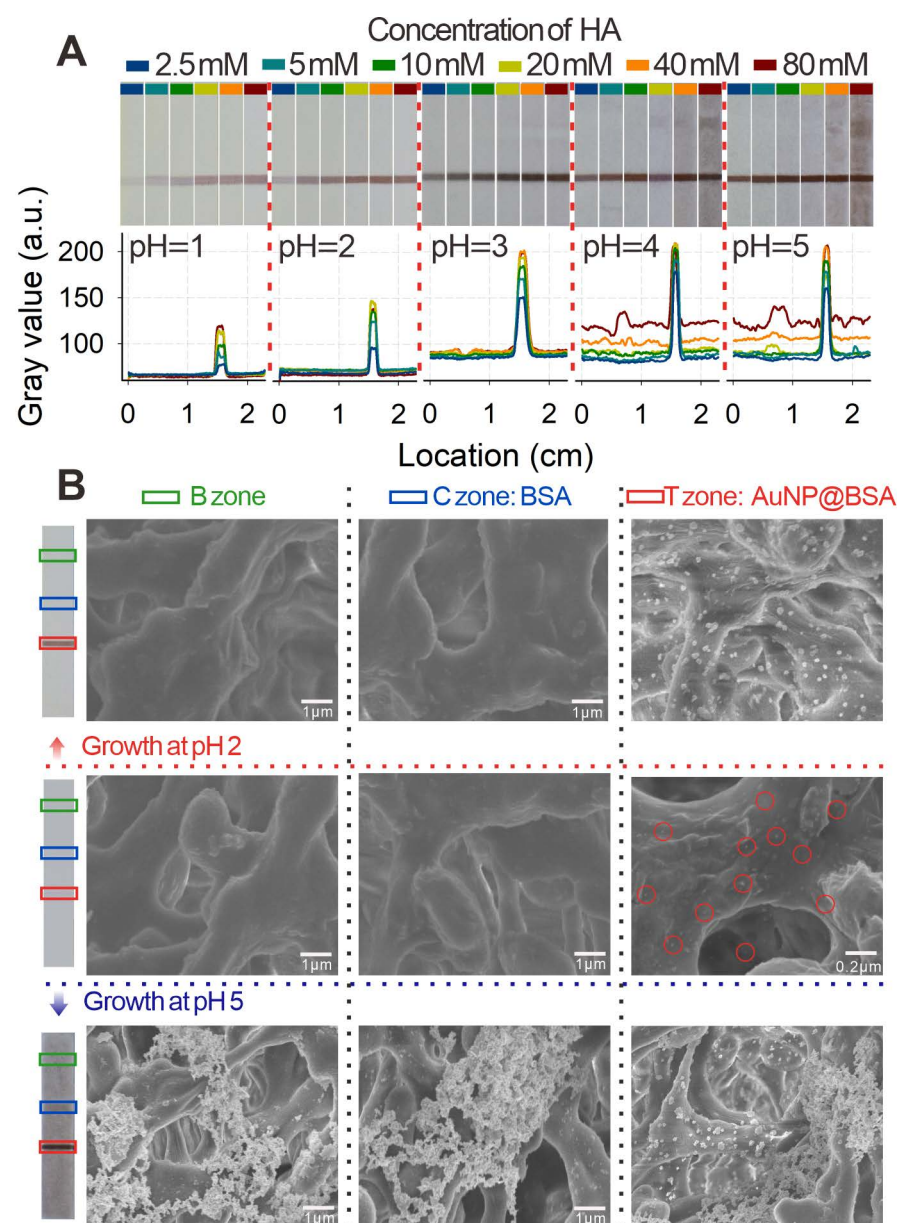 Concentration of HA
A
2.5 mM 5 mM 10 mM 20 mM 40 mM 80 mM
Gray value (a.u.)
200
150
100
pH=1 pH=2 pH=3 pH=4 pH=5
0 1 2 0 1 2 0 1 2 0 1 2 0 1 2
Location (cm)
B
B zone C zone: BSA T zone: AuNP@BSA
1μm 1μm
Growth at pH 2
1μm 1μm 0.2μm
Growth at pH 5
1μm 1μm 1μm